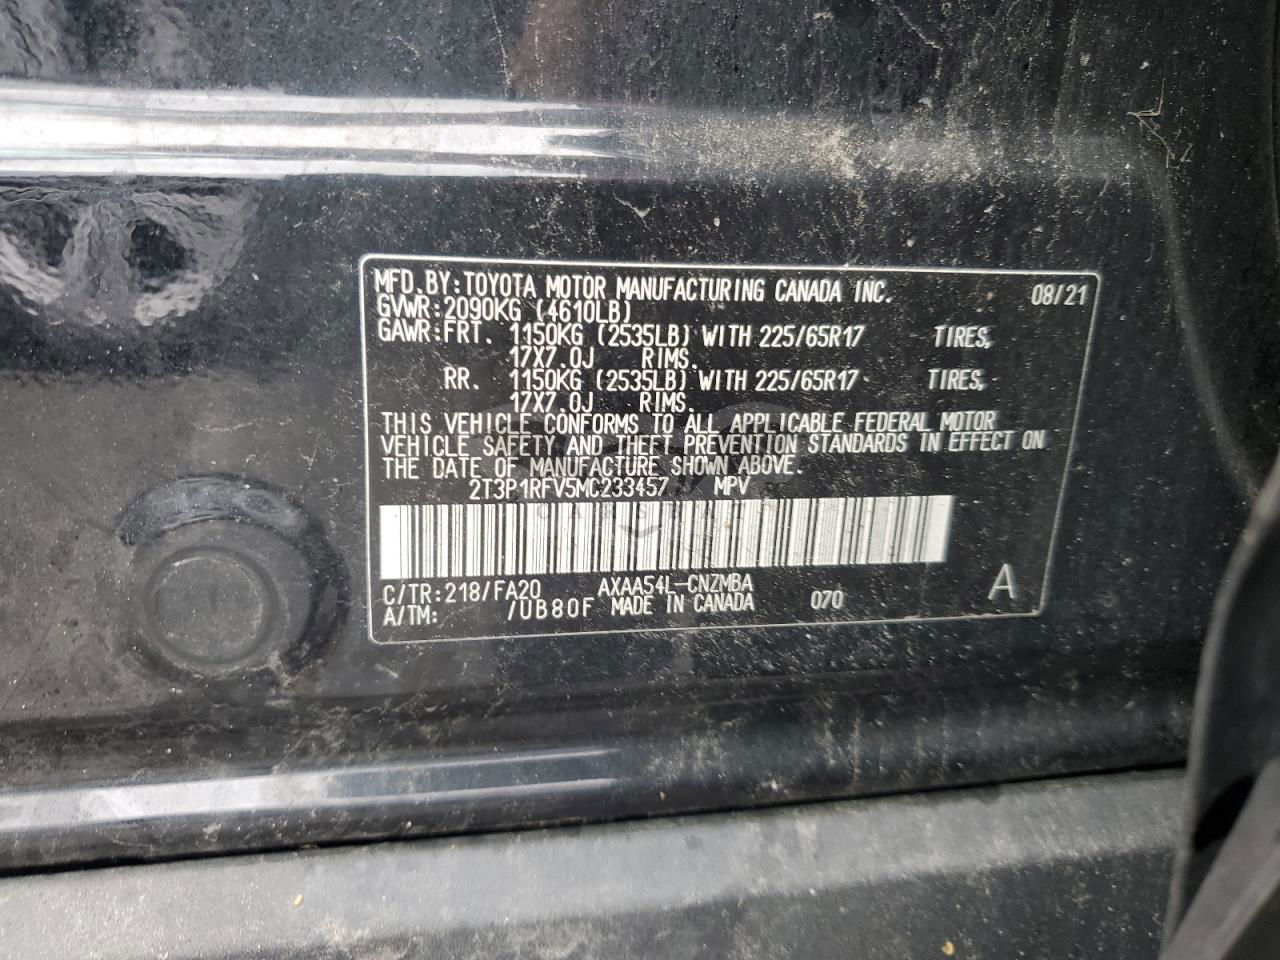 MFD.BY:TOYOTA MOTOR MANUFACTURING CANADA INC. 08/21
GVWR:2090KG (4610LB)
GAWR:FRT. 1150KG (2535LB) WITH 225/65R17 TIRES,
17X7.0J RIMS.
RR. 1150KG (2535LB) WITH 225/65R17 TIRES,
17X7.0J RIMS.
THIS VEHICLE CONFORMS TO ALL APPLICABLE FEDERAL MOTOR
VEHICLE SAFETY AND THEFT PREVENTION STANDARDS IN EFFECT ON
THE DATE OF MANUFACTURE SHOWN ABOVE.
2T3P1RFV5MC233457 MPV
C/TR:218/FA20 AXAA54L-CNZMBA
A/TM: /UB80F MADE IN CANADA 070 A